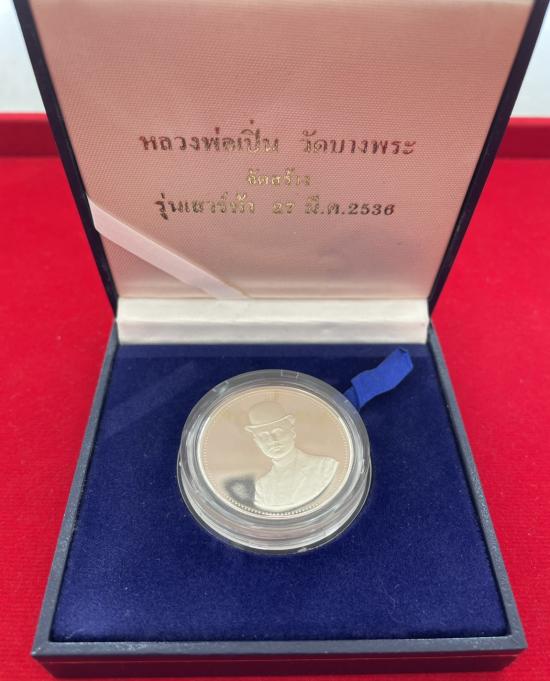 หลวงพ่อเปิ่น วัดบางพระ
จัดสร้าง
รุ่นเสาร์ห้า 27 มี.ค.2536